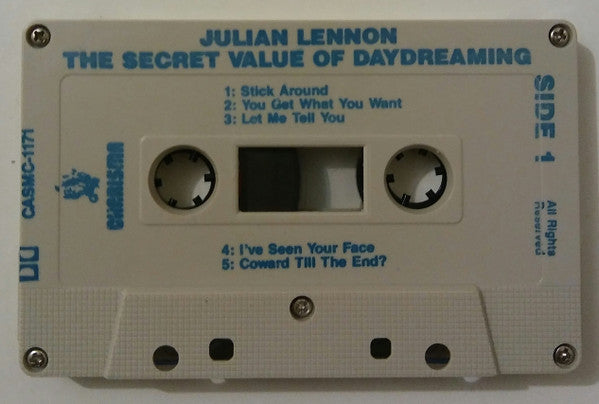 JULIAN LENNON
THE SECRET VALUE OF DAYDREAMING
1: Stick Around
2: You Get What You Want
3: Let Me Tell You
SIDE 1
CASMC-1171
CHARISMA
All Rights
Reserved
4: I've Seen Your Face
5: Coward Till The End?